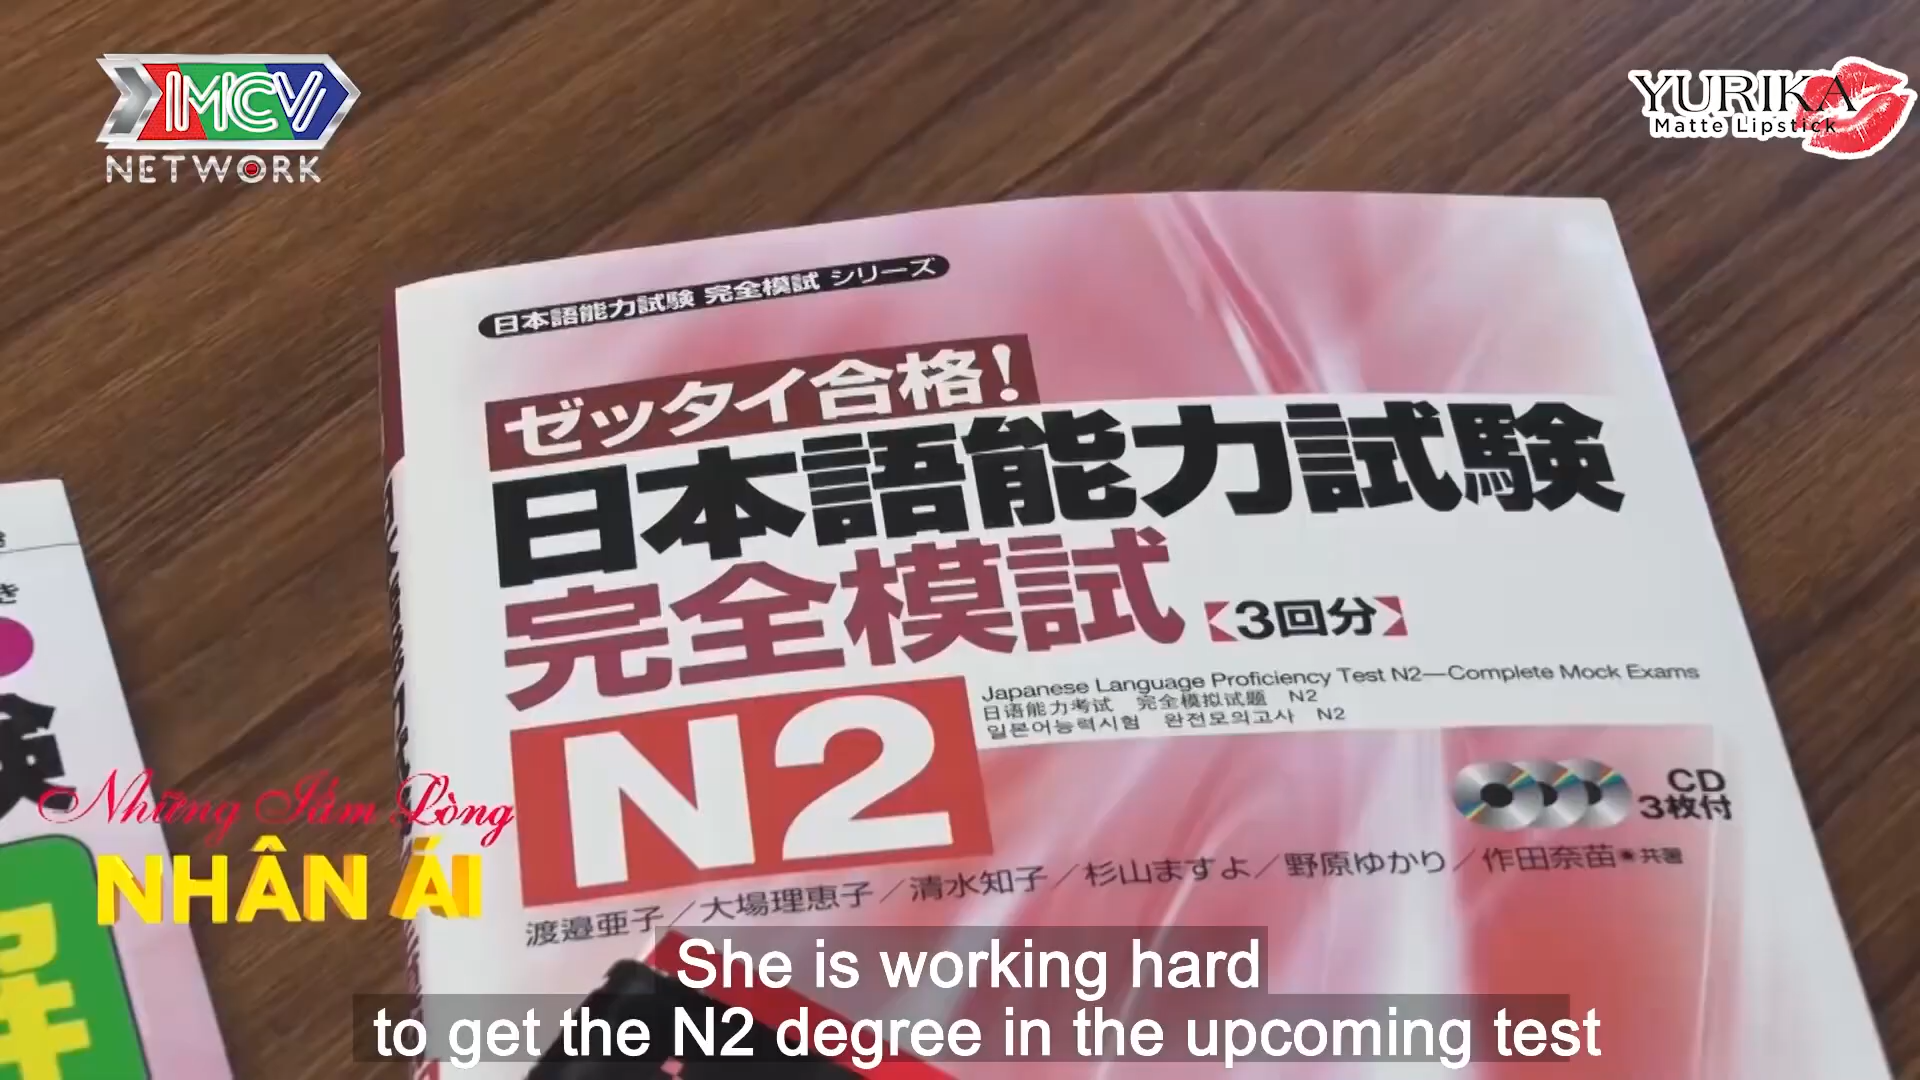 MCV
NETWORK
YURIKA
Matte Lipstick
日本語能力試験 完全模試 シリーズ
ゼッタイ合格!
日本語能力試験
完全模試
【3回分】
N2
Japanese Language Proficiency Test N2—Complete Mock Exams
日语能力考试 完全模拟试题 N2
일본어능력시험 완전모의고사 N2
CD
3枚付
渡邉亜子／大場理恵子／清水知子／杉山ますよ／野原ゆかり／作田奈苗●共著
き
験
解
Những Tấm Lòng
NHÂN ÁI
She is working hard
to get the N2 degree in the upcoming test